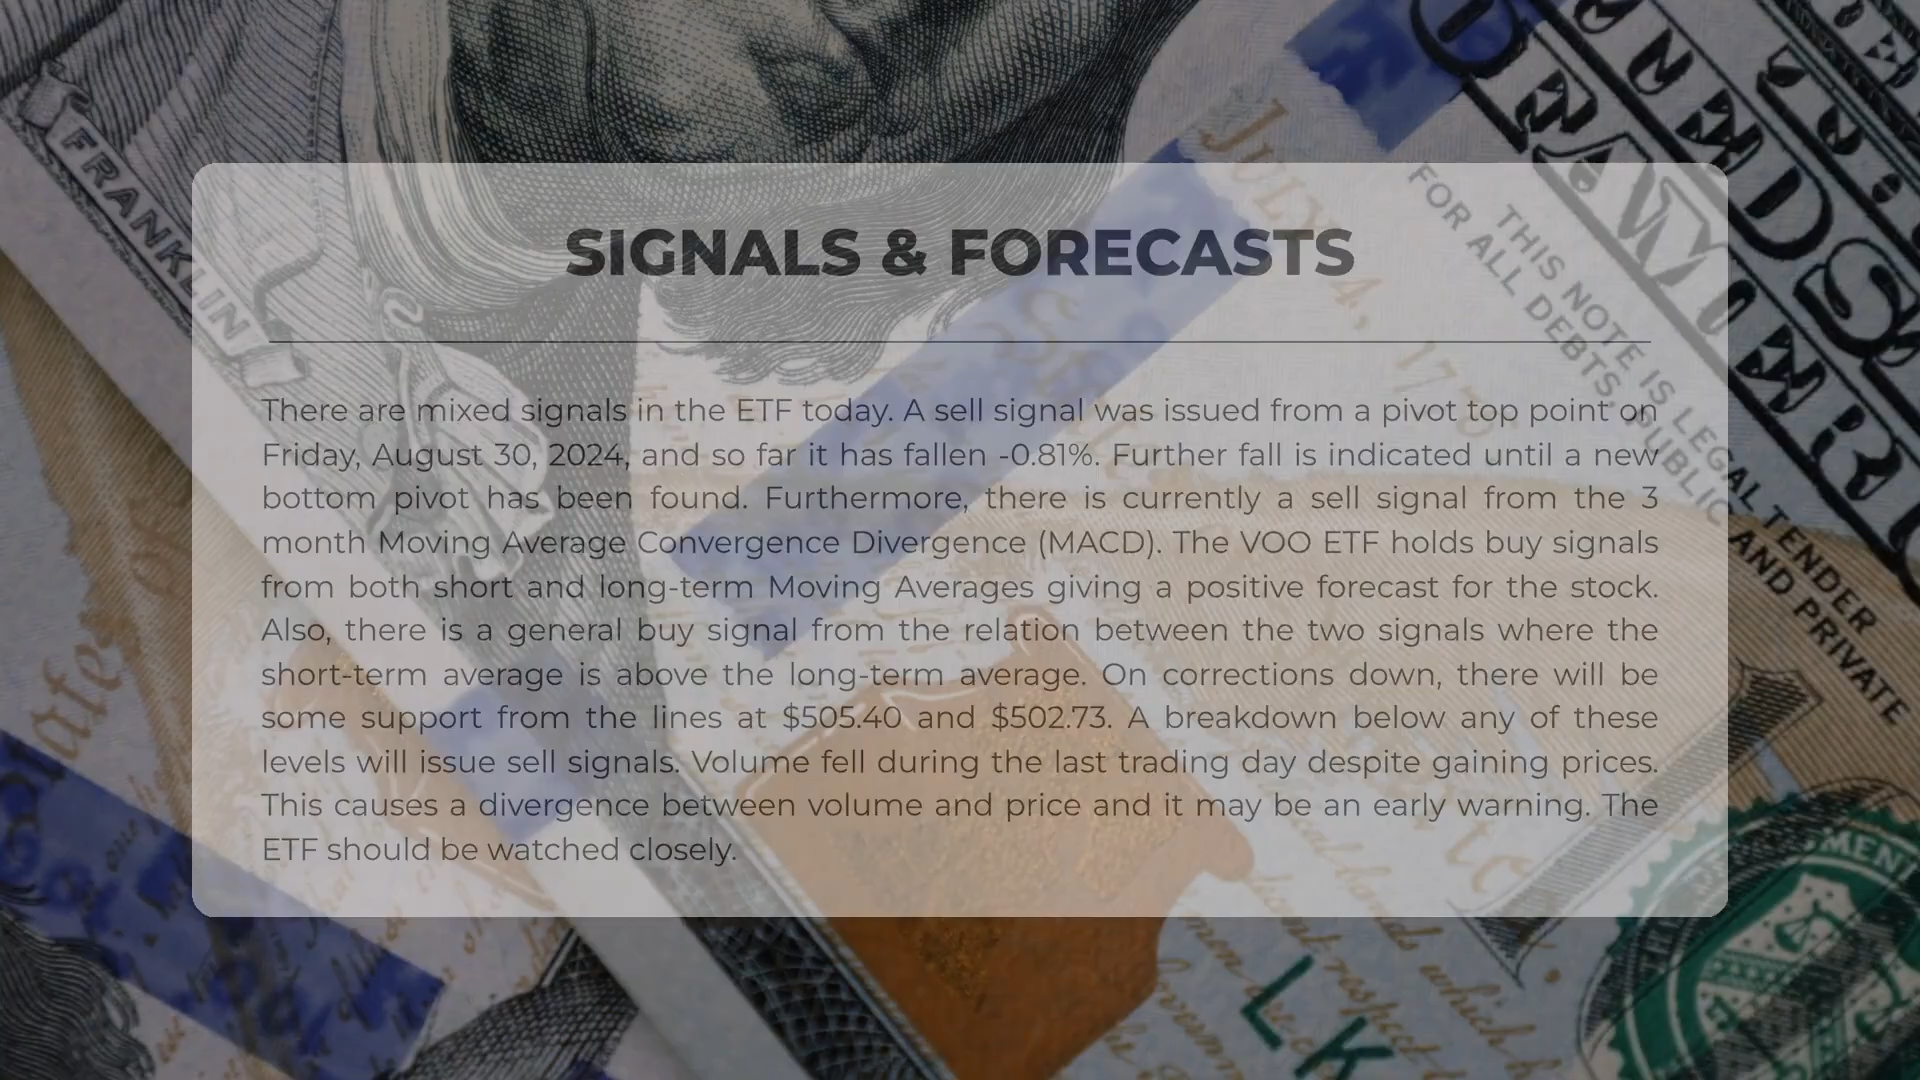 FRANKLIN
JULY 4, 1776
FOR ALL DEBTS, PUBLIC
THIS NOTE IS LEGAL TENDER
AND PRIVATE
SIGNALS & FORECASTS
There are mixed signals in the ETF today. A sell signal was issued from a pivot top point on
Friday, August 30, 2024, and so far it has fallen -0.81%. Further fall is indicated until a new
bottom pivot has been found. Furthermore, there is currently a sell signal from the 3
month Moving Average Convergence Divergence (MACD). The VOO ETF holds buy signals
from both short and long-term Moving Averages giving a positive forecast for the stock.
Also, there is a general buy signal from the relation between the two signals where the
short-term average is above the long-term average. On corrections down, there will be
some support from the lines at $505.40 and $502.73. A breakdown below any of these
levels will issue sell signals. Volume fell during the last trading day despite gaining prices.
This causes a divergence between volume and price and it may be an early warning. The
ETF should be watched closely.
LK